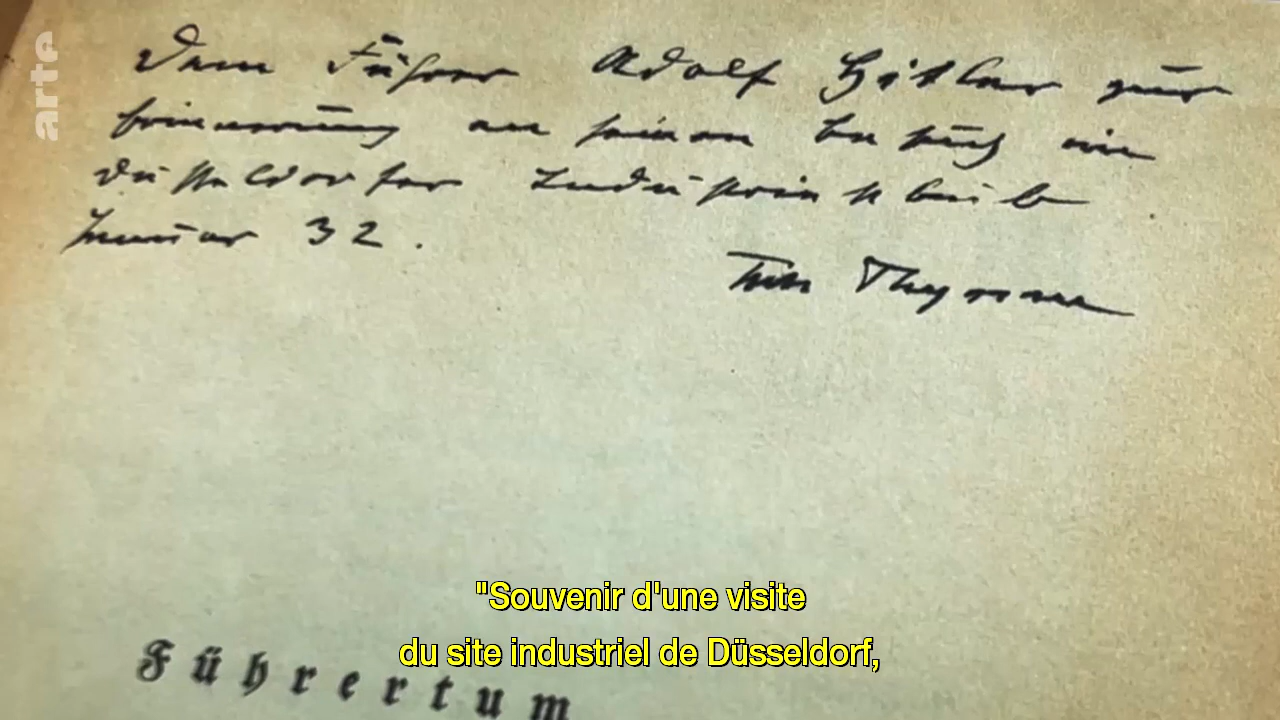 arte
Dem Führer Adolf Hitler zur
Erinnerung an seinen Besuch im
Düsseldorfer Industrieklub
Januar 32.
Fritz Thyssen
"Souvenir d'une visite
du site industriel de Düsseldorf,
Führertum